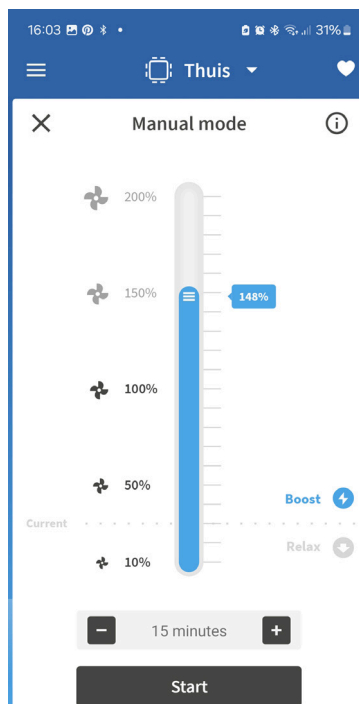 16:03
31%
Thuis
Manual mode
200%
150%
148%
100%
50%
Boost
Current
Relax
10%
15 minutes
Start